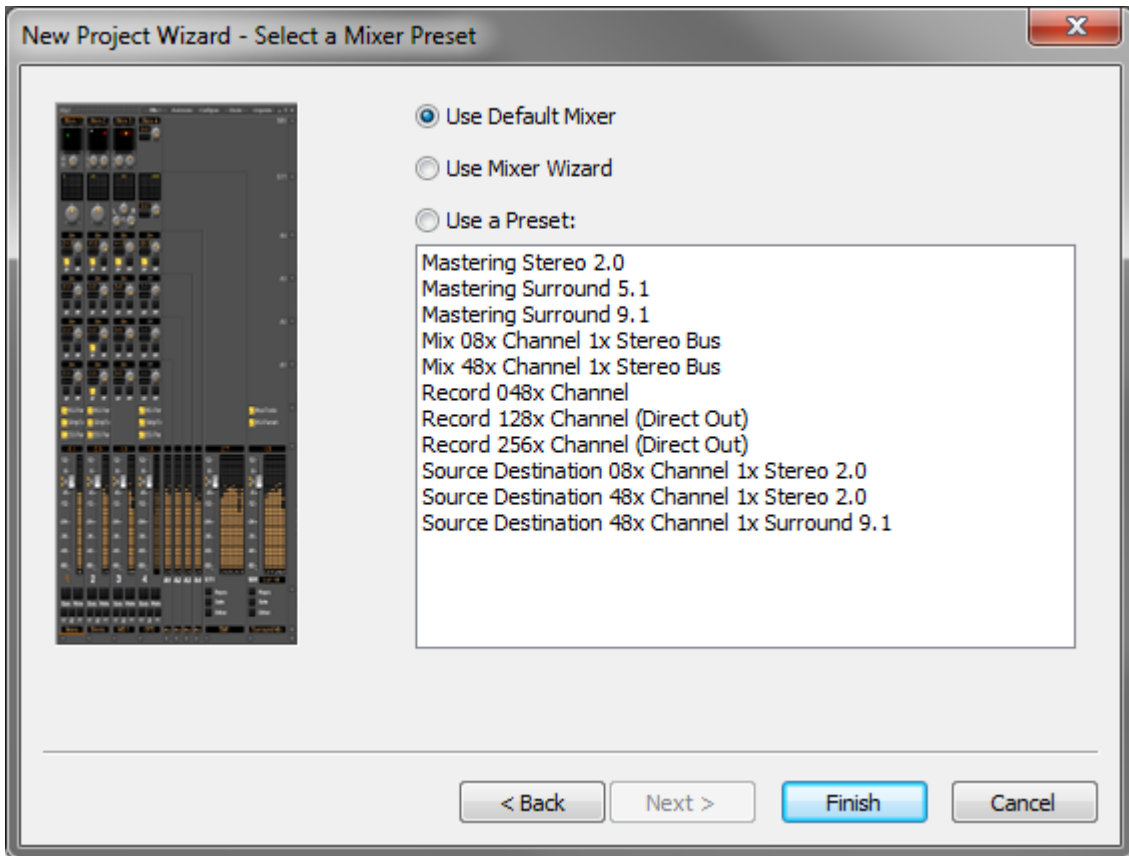 New Project Wizard - Select a Mixer Preset
Use Default Mixer
Use Mixer Wizard
Use a Preset:
Mastering Stereo 2.0
Mastering Surround 5.1
Mastering Surround 9.1
Mix 08x Channel 1x Stereo Bus
Mix 48x Channel 1x Stereo Bus
Record 048x Channel
Record 128x Channel (Direct Out)
Record 256x Channel (Direct Out)
Source Destination 08x Channel 1x Stereo 2.0
Source Destination 48x Channel 1x Stereo 2.0
Source Destination 48x Channel 1x Surround 9.1
1 2 3 4
< Back Next > Finish Cancel